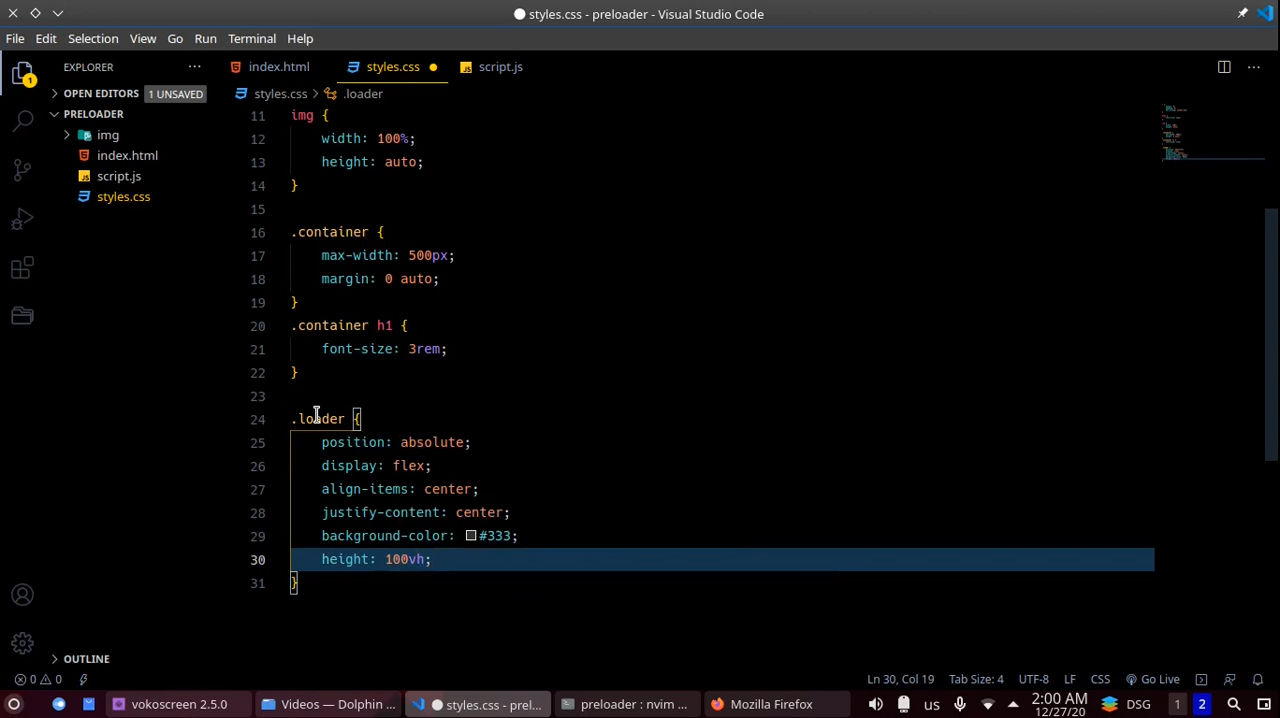 styles.css - preloader - Visual Studio Code
File Edit Selection View Go Run Terminal Help
EXPLORER ... index.html styles.css script.js
OPEN EDITORS 1 UNSAVED styles.css > .loader
PRELOADER
img
index.html
script.js
styles.css
11 img {
12 width: 100%;
13 height: auto;
14 }
15
16 .container {
17 max-width: 500px;
18 margin: 0 auto;
19 }
20 .container h1 {
21 font-size: 3rem;
22 }
23
24 .loader {
25 position: absolute;
26 display: flex;
27 align-items: center;
28 justify-content: center;
29 background-color: #333;
30 height: 100vh;
31 }
OUTLINE
0 0 Ln 30, Col 19 Tab Size: 4 UTF-8 LF CSS Go Live
vokoscreen 2.5.0 Videos — Dolphin ... styles.css - prel... preloader : nvim ... Mozilla Firefox us 2:00 AM DSG 1 2
12/27/20